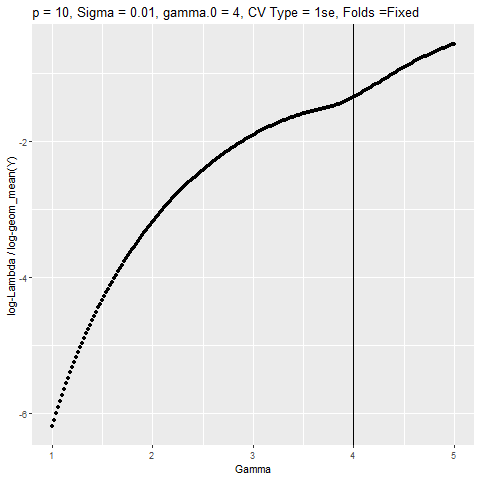 p = 10, Sigma = 0.01, gamma.0 = 4, CV Type = 1se, Folds =Fixed
log-Lambda / log-geom_mean(Y)
-2
-4
-6
1 2 3 4 5
Gamma